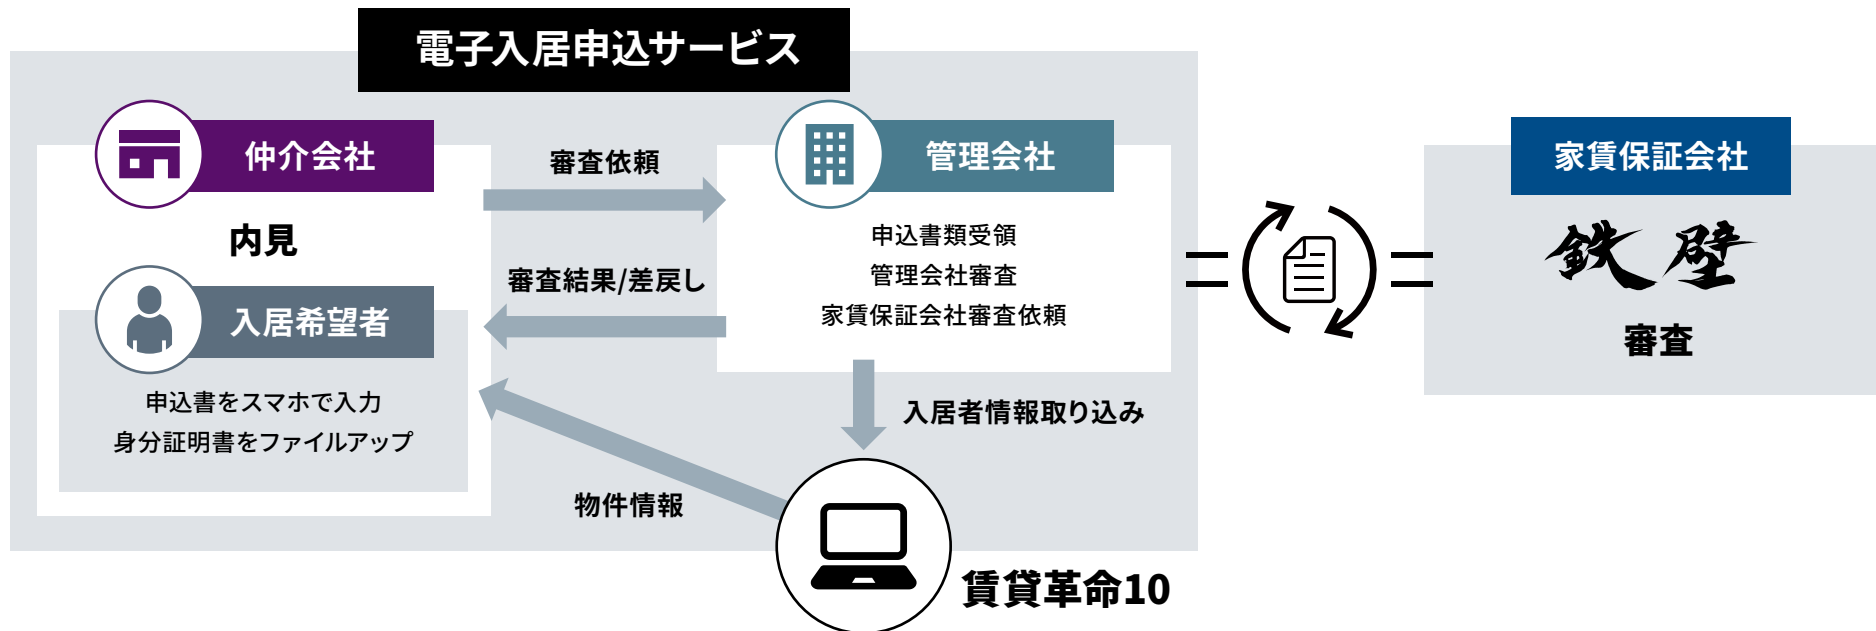 電子入居申込サービス
仲介会社
内見
入居希望者
申込書をスマホで入力
身分証明書をファイルアップ
審査依頼
審査結果/差戻し
物件情報
管理会社
申込書類受領
管理会社審査
家賃保証会社審査依頼
入居者情報取り込み
賃貸革命10
家賃保証会社
鉄壁
審査